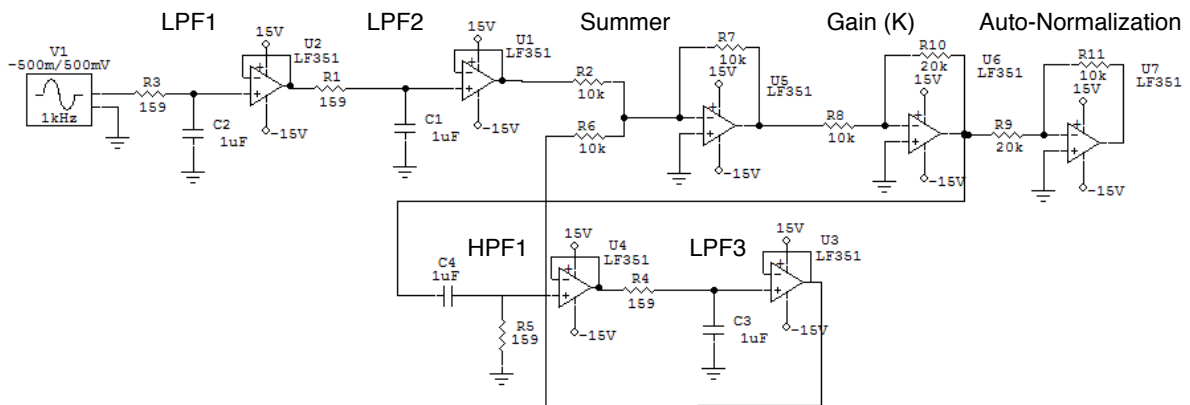 LPF1
LPF2
Summer
Gain (K)
Auto-Normalization
V1
-500m/500mV
1kHz
R3
159
C2
1uF
15V
U2
LF351
-15V
R1
159
C1
1uF
15V
U1
LF351
-15V
R2
10k
R6
10k
R7
10k
15V
U5
LF351
-15V
R8
10k
R10
20k
15V
U6
LF351
-15V
R9
20k
R11
10k
15V
U7
LF351
-15V
HPF1
LPF3
C4
1uF
R5
159
15V
U4
LF351
-15V
R4
159
C3
1uF
15V
U3
LF351
-15V